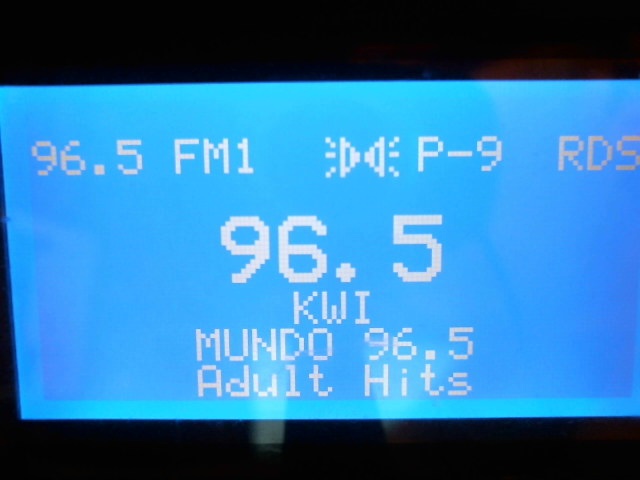 96.5 FM1 P-9 RDS
96.5
KWI
MUNDO 96.5
Adult Hits